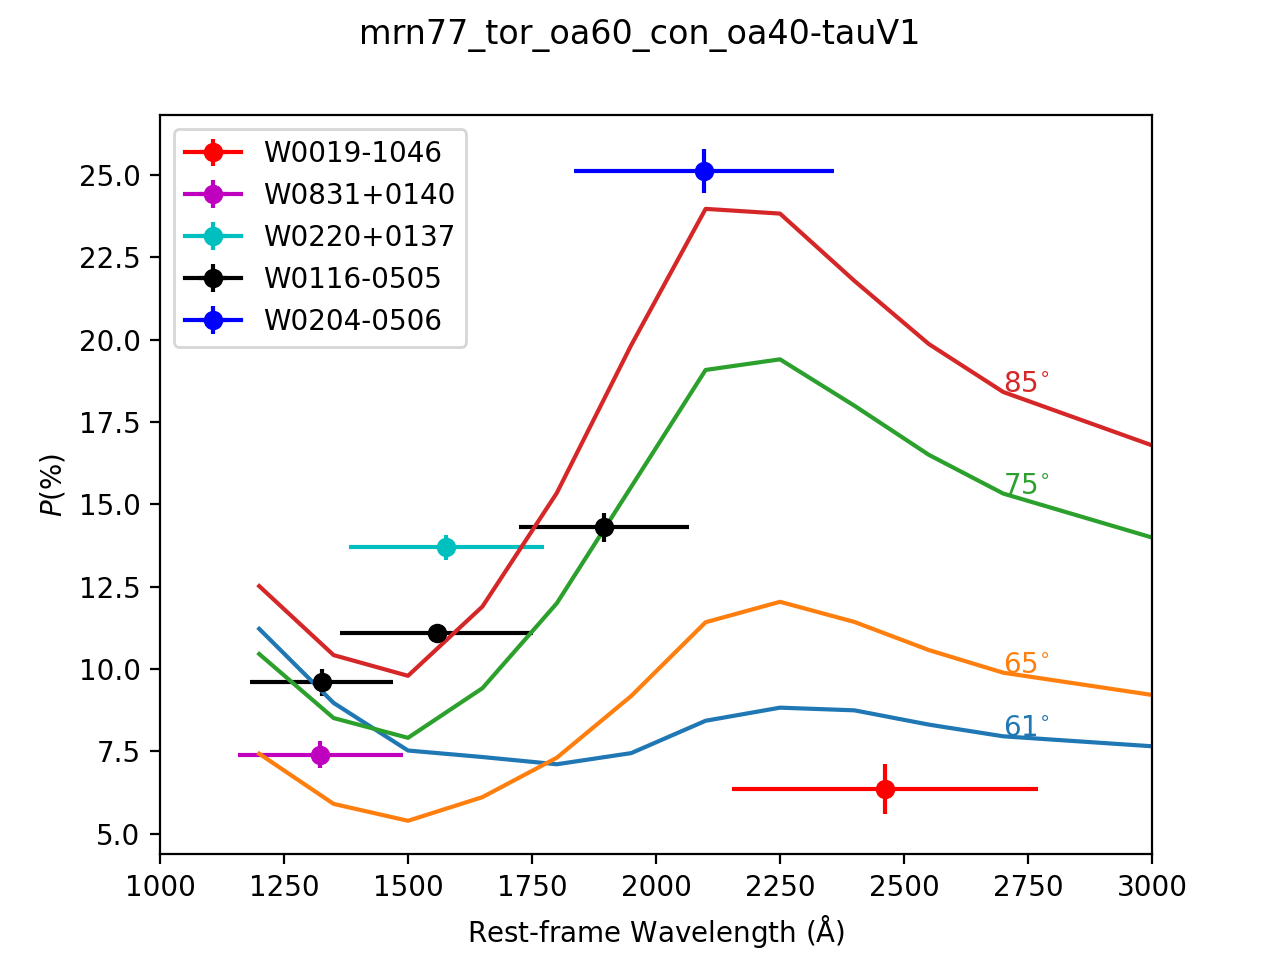 mrn77_tor_oa60_con_oa40-tauV1
W0019-1046
W0831+0140
W0220+0137
W0116-0505
W0204-0506
25.0
22.5
20.0
17.5
15.0
12.5
10.0
7.5
5.0
P(%)
85°
75°
65°
61°
1000 1250 1500 1750 2000 2250 2500 2750 3000
Rest-frame Wavelength (Å)